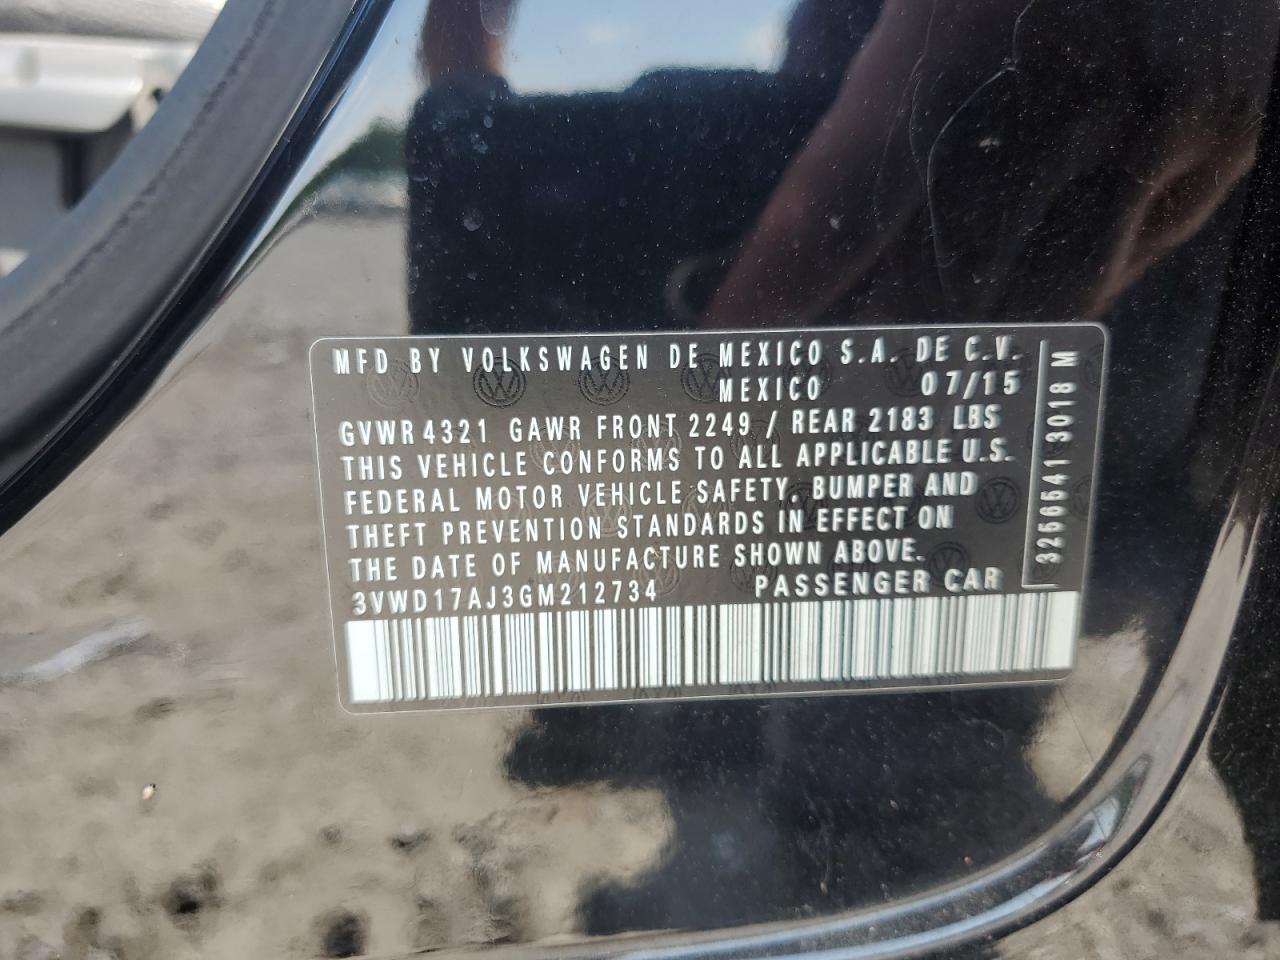 MFD BY VOLKSWAGEN DE MEXICO S.A. DE C.V.
MEXICO 07/15
GVWR 4321 GAWR FRONT 2249 / REAR 2183 LBS
THIS VEHICLE CONFORMS TO ALL APPLICABLE U.S.
FEDERAL MOTOR VEHICLE SAFETY, BUMPER AND
THEFT PREVENTION STANDARDS IN EFFECT ON
THE DATE OF MANUFACTURE SHOWN ABOVE.
3VWD17AJ3GM212734 PASSENGER CAR
3256541 3018 M